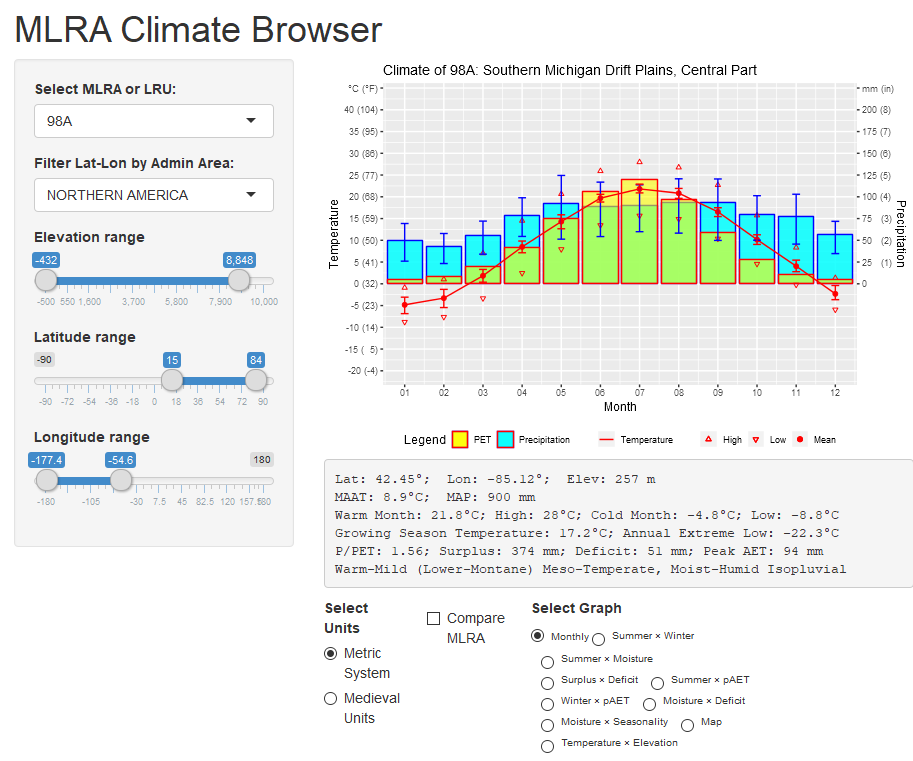 MLRA Climate Browser
Select MLRA or LRU:
98A
Filter Lat-Lon by Admin Area:
NORTHERN AMERICA
Elevation range
-432 8,848
-500 550 1,600 3,700 5,800 7,900 10,000
Latitude range
-90 15 84
-90 -72 -54 -36 -18 0 18 36 54 72 90
Longitude range
-177.4 -54.6 180
-180 -105 -30 7.5 45 82.5 120 157.5 180
Climate of 98A: Southern Michigan Drift Plains, Central Part
°C (°F)
40 (104)
35 (95)
30 (86)
25 (77)
20 (68)
15 (59)
10 (50)
5 (41)
0 (32)
-5 (23)
-10 (14)
-15 ( 5)
-20 (-4)
Temperature
mm (in)
200 (8)
175 (7)
150 (6)
125 (5)
100 (4)
75 (3)
50 (2)
25 (1)
0
Precipitation
01 02 03 04 05 06 07 08 09 10 11 12
Month
Legend PET Precipitation Temperature High Low Mean
Lat: 42.45°; Lon: -85.12°; Elev: 257 m
MAAT: 8.9°C; MAP: 900 mm
Warm Month: 21.8°C; High: 28°C; Cold Month: -4.8°C; Low: -8.8°C
Growing Season Temperature: 17.2°C; Annual Extreme Low: -22.3°C
P/PET: 1.56; Surplus: 374 mm; Deficit: 51 mm; Peak AET: 94 mm
Warm-Mild (Lower-Montane) Meso-Temperate, Moist-Humid Isopluvial
Select
Units
Metric
System
Medieval
Units
Compare
MLRA
Select Graph
Monthly Summer × Winter
Summer × Moisture
Surplus × Deficit Summer × pAET
Winter × pAET Moisture × Deficit
Moisture × Seasonality Map
Temperature × Elevation